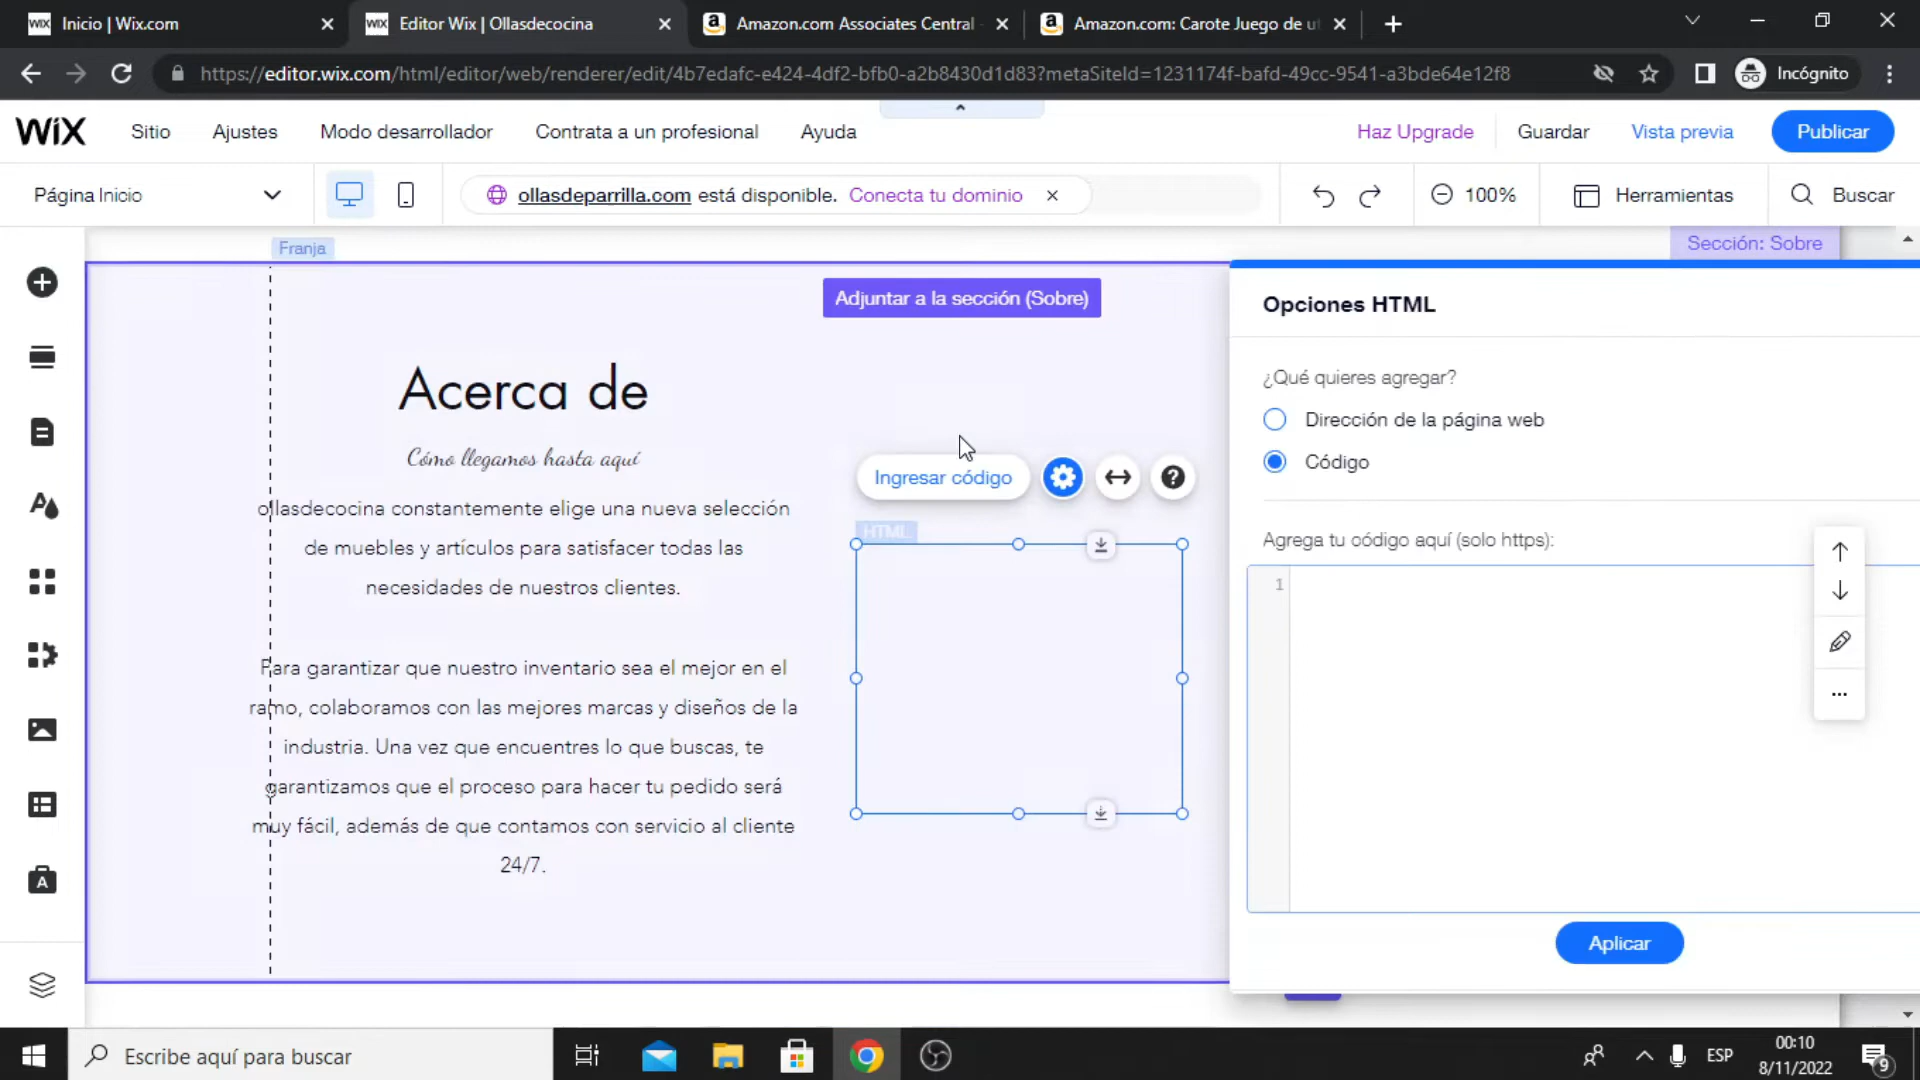 WiX Inicio | Wix.com
WiX Editor Wix | Ollasdecocina
Amazon.com Associates Central
Amazon.com: Carote Juego de ut
https://editor.wix.com/html/editor/web/renderer/edit/4b7edafc-e424-4df2-bfb0-a2b8430d1d83?metaSiteId=1231174f-bafd-49cc-9541-a3bde64e12f8
Incógnito
WiX Sitio Ajustes Modo desarrollador Contrata a un profesional Ayuda Haz Upgrade Guardar Vista previa Publicar
Página Inicio ollasdeparrilla.com está disponible. Conecta tu dominio 100% Herramientas Buscar
Franja
Sección: Sobre
Adjuntar a la sección (Sobre)
Acerca de
Cómo llegamos hasta aquí
ollasdecocina constantemente elige una nueva selección
de muebles y artículos para satisfacer todas las
necesidades de nuestros clientes.
Para garantizar que nuestro inventario sea el mejor en el
ramo, colaboramos con las mejores marcas y diseños de la
industria. Una vez que encuentres lo que buscas, te
garantizamos que el proceso para hacer tu pedido será
muy fácil, además de que contamos con servicio al cliente
24/7.
Ingresar código
HTML
Opciones HTML
¿Qué quieres agregar?
Dirección de la página web
Código
Agrega tu código aquí (solo https):
1
Aplicar
Escribe aquí para buscar
ESP
00:10
8/11/2022
9